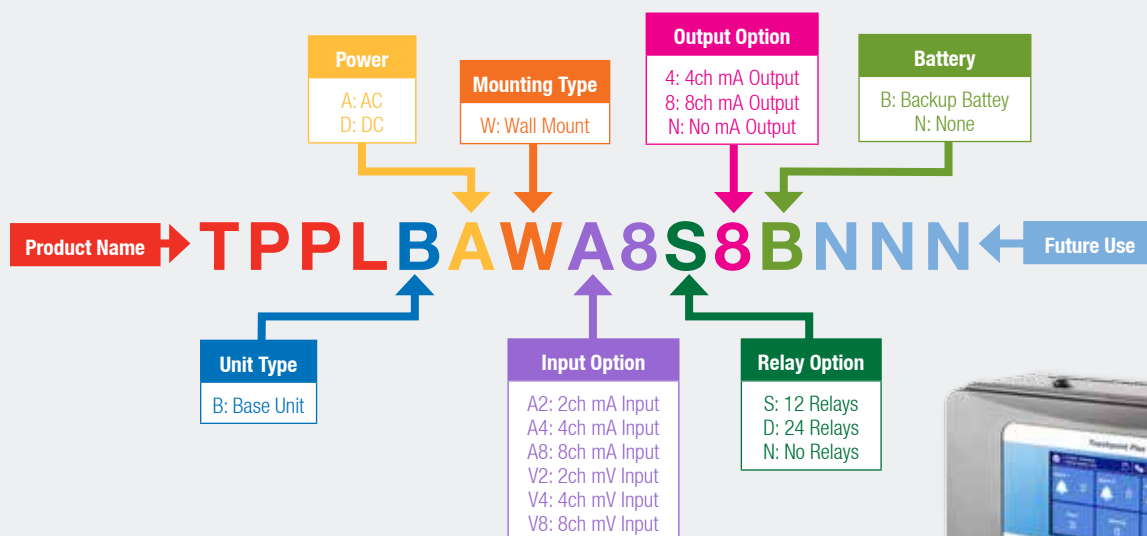 Output Option
4: 4ch mA Output
8: 8ch mA Output
N: No mA Output
Power
A: AC
D: DC
Battery
B: Backup Battey
N: None
Mounting Type
W: Wall Mount
Product Name
TPPLBAWA8S8BNNN
Future Use
Unit Type
B: Base Unit
Input Option
A2: 2ch mA Input
A4: 4ch mA Input
A8: 8ch mA Input
V2: 2ch mV Input
V4: 4ch mV Input
V8: 8ch mV Input
Relay Option
S: 12 Relays
D: 24 Relays
N: No Relays
Touchpoint Plus